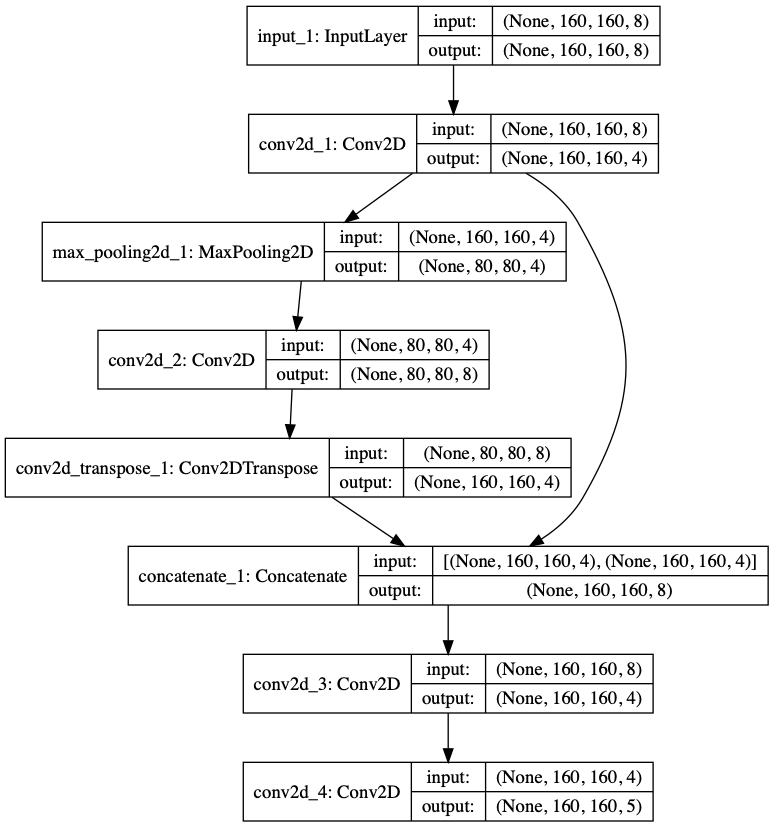 input_1: InputLayer
input: (None, 160, 160, 8)
output: (None, 160, 160, 8)
conv2d_1: Conv2D
input: (None, 160, 160, 8)
output: (None, 160, 160, 4)
max_pooling2d_1: MaxPooling2D
input: (None, 160, 160, 4)
output: (None, 80, 80, 4)
conv2d_2: Conv2D
input: (None, 80, 80, 4)
output: (None, 80, 80, 8)
conv2d_transpose_1: Conv2DTranspose
input: (None, 80, 80, 8)
output: (None, 160, 160, 4)
concatenate_1: Concatenate
input: [(None, 160, 160, 4), (None, 160, 160, 4)]
output: (None, 160, 160, 8)
conv2d_3: Conv2D
input: (None, 160, 160, 8)
output: (None, 160, 160, 4)
conv2d_4: Conv2D
input: (None, 160, 160, 4)
output: (None, 160, 160, 5)